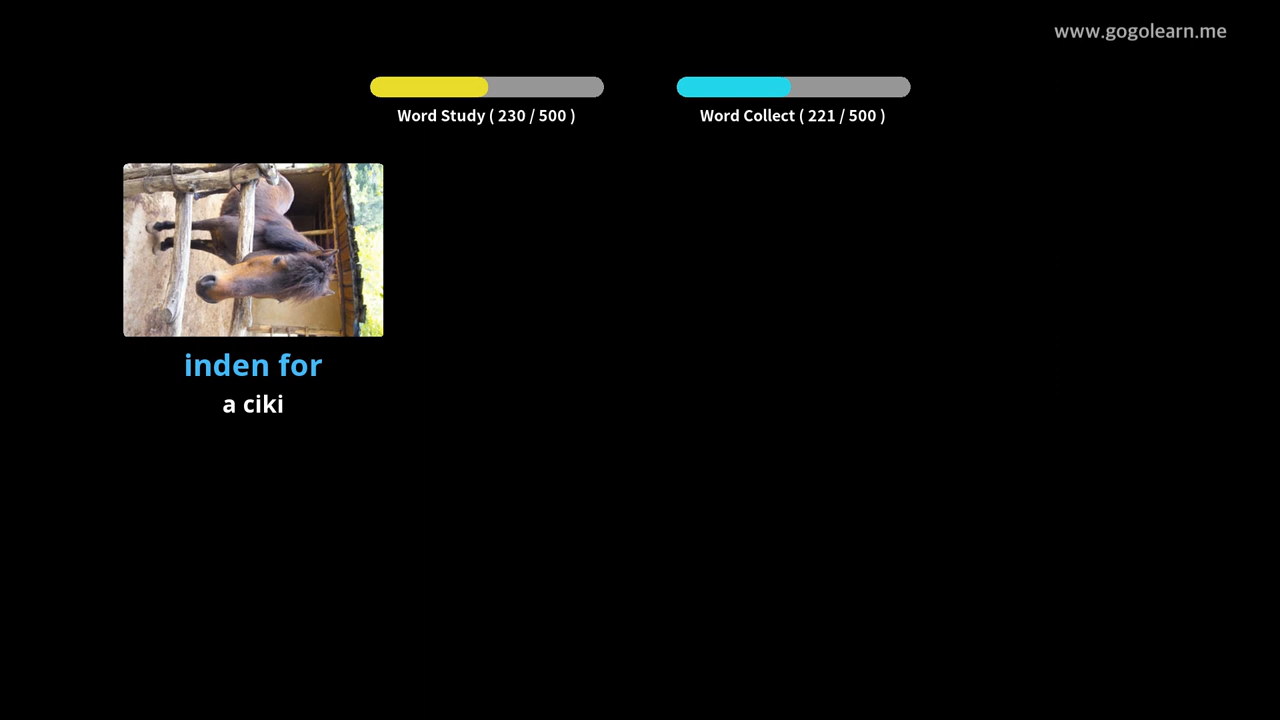 www.gogolearn.me
Word Study ( 230 / 500 )
Word Collect ( 221 / 500 )
inden for
a ciki